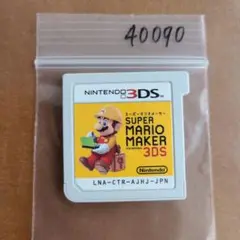 40090
NINTENDO 3DS
スーパーマリオメーカー
SUPER
MARIO
MAKER
3DS
Nintendo
LNA-CTR-AJHJ-JPN